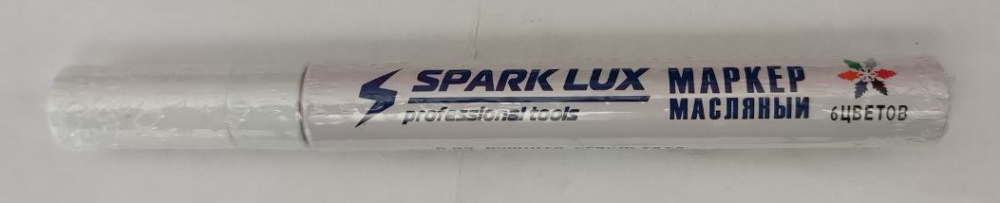 SPARK LUX
professional tools
МАРКЕР
МАСЛЯНЫЙ
6ЦВЕТОВ